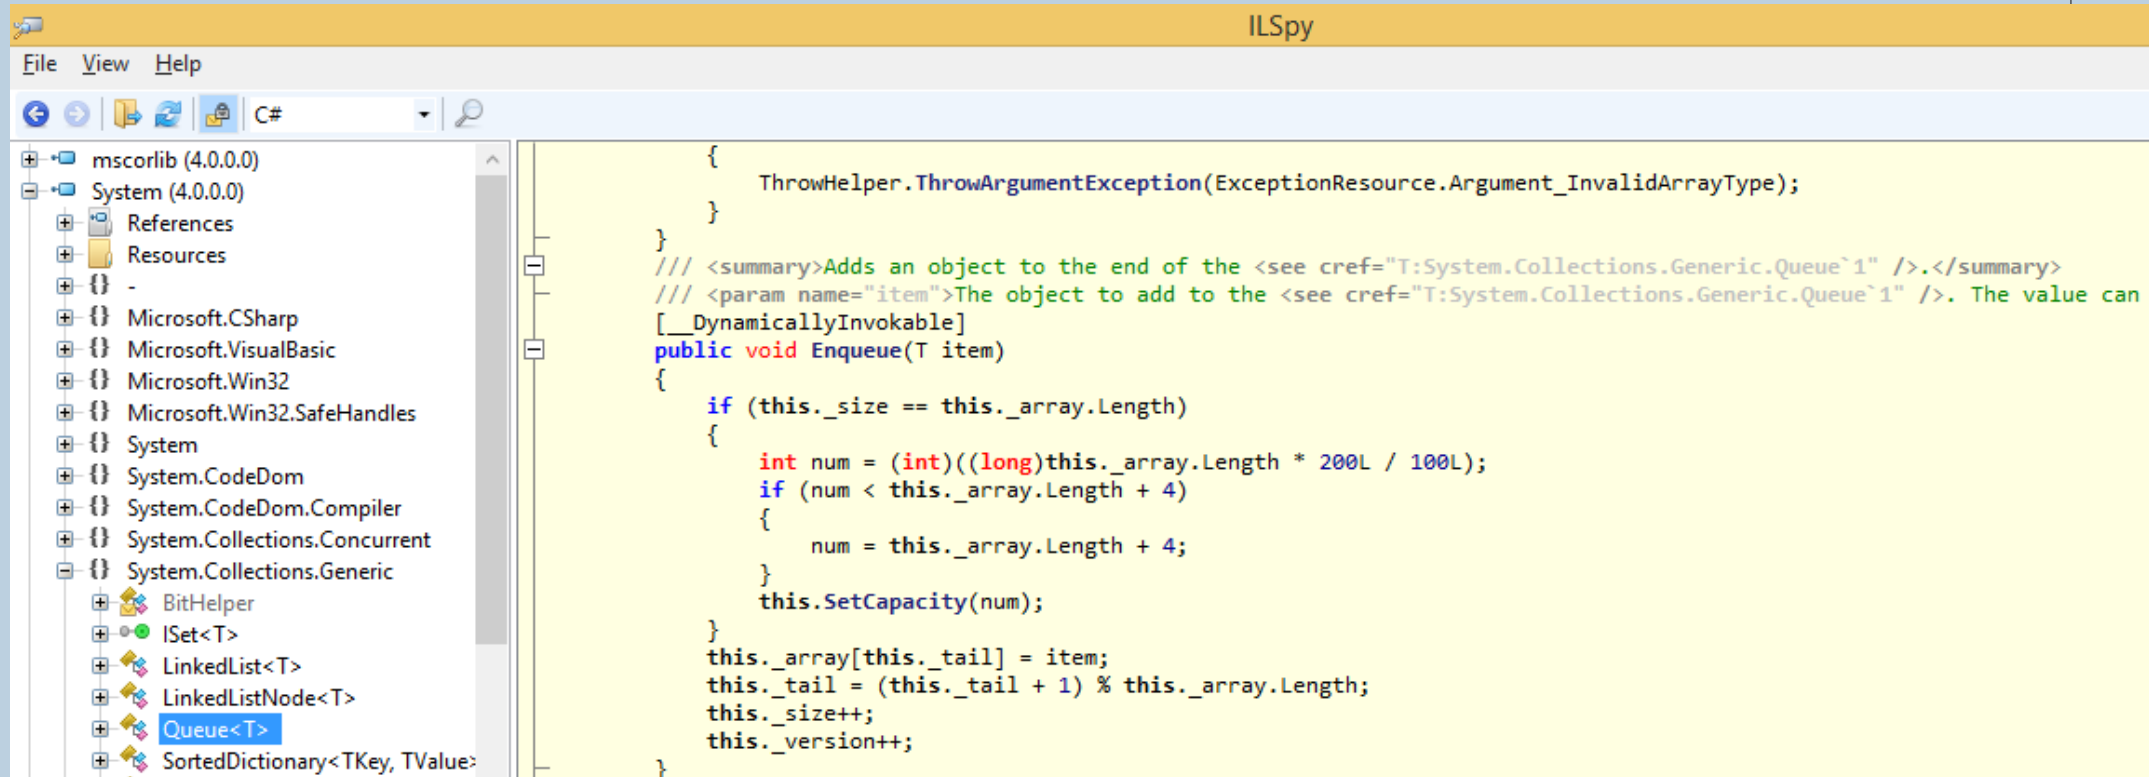 ILSpy
File View Help
C#
mscorlib (4.0.0.0)
System (4.0.0.0)
References
Resources
{} -
{} Microsoft.CSharp
{} Microsoft.VisualBasic
{} Microsoft.Win32
{} Microsoft.Win32.SafeHandles
{} System
{} System.CodeDom
{} System.CodeDom.Compiler
{} System.Collections.Concurrent
{} System.Collections.Generic
BitHelper
ISet<T>
LinkedList<T>
LinkedListNode<T>
Queue<T>
SortedDictionary<TKey, TValue>
{
ThrowHelper.ThrowArgumentException(ExceptionResource.Argument_InvalidArrayType);
}
}
/// <summary>Adds an object to the end of the <see cref="T:System.Collections.Generic.Queue`1" />.</summary>
/// <param name="item">The object to add to the <see cref="T:System.Collections.Generic.Queue`1" />. The value can
[__DynamicallyInvokable]
public void Enqueue(T item)
{
if (this._size == this._array.Length)
{
int num = (int)((long)this._array.Length * 200L / 100L);
if (num < this._array.Length + 4)
{
num = this._array.Length + 4;
}
this.SetCapacity(num);
}
this._array[this._tail] = item;
this._tail = (this._tail + 1) % this._array.Length;
this._size++;
this._version++;
}